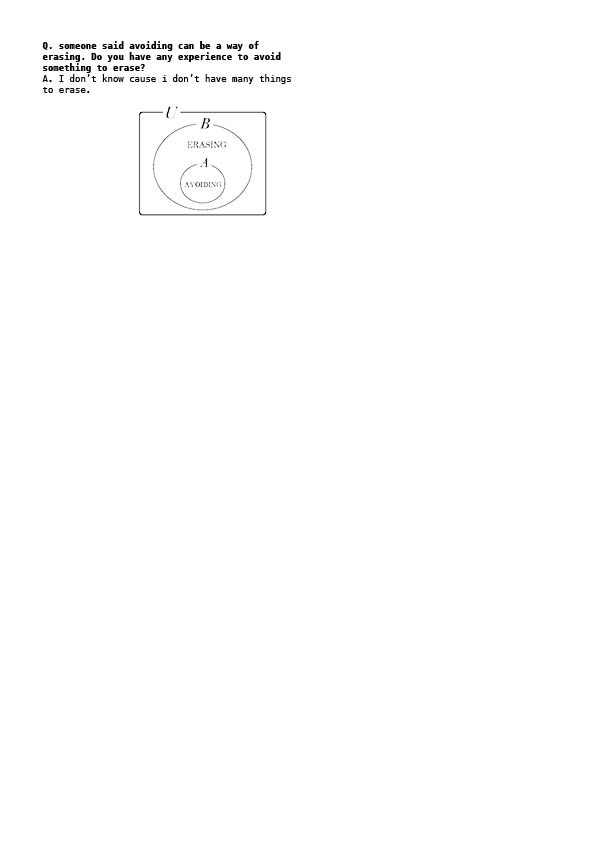 Q. someone said avoiding can be a way of
erasing. Do you have any experience to avoid
something to erase?
A. I don’t know cause i don’t have many things
to erase.
U
B
ERASING
A
AVOIDING